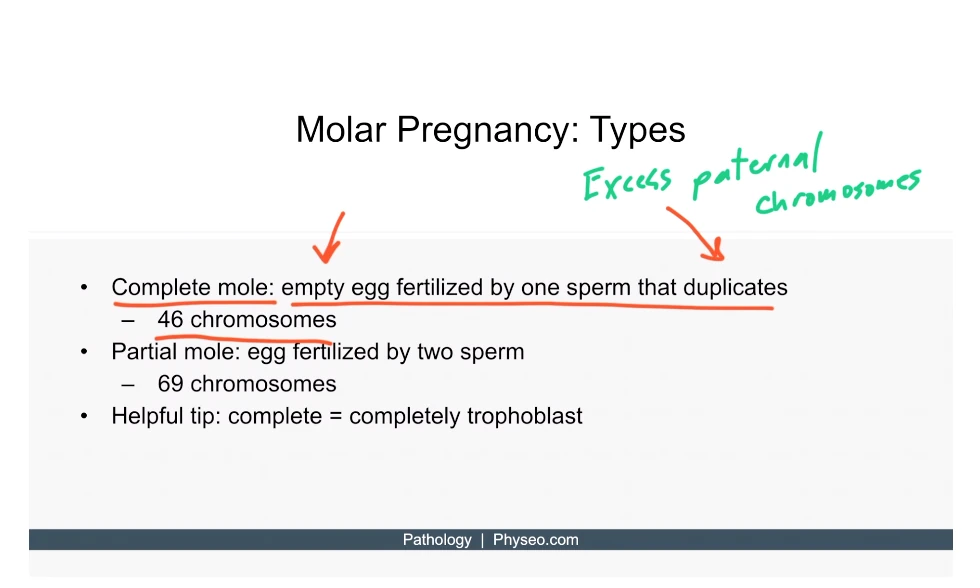 Molar Pregnancy: Types
Excess paternal
chromosomes
• Complete mole: empty egg fertilized by one sperm that duplicates
– 46 chromosomes
• Partial mole: egg fertilized by two sperm
– 69 chromosomes
• Helpful tip: complete = completely trophoblast
Pathology | Physeo.com